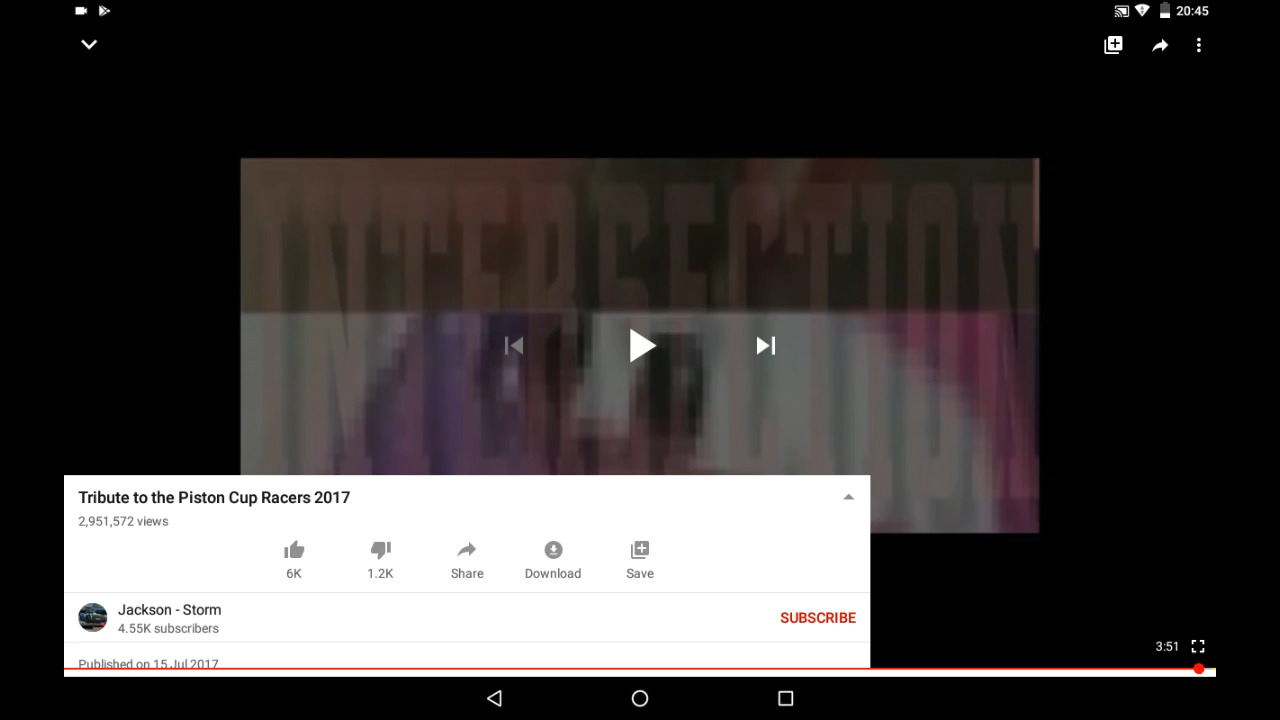 20:45
INTERSECTION
Tribute to the Piston Cup Racers 2017
2,951,572 views
6K 1.2K Share Download Save
Jackson - Storm
4.55K subscribers
SUBSCRIBE
Published on 15 Jul 2017
3:51